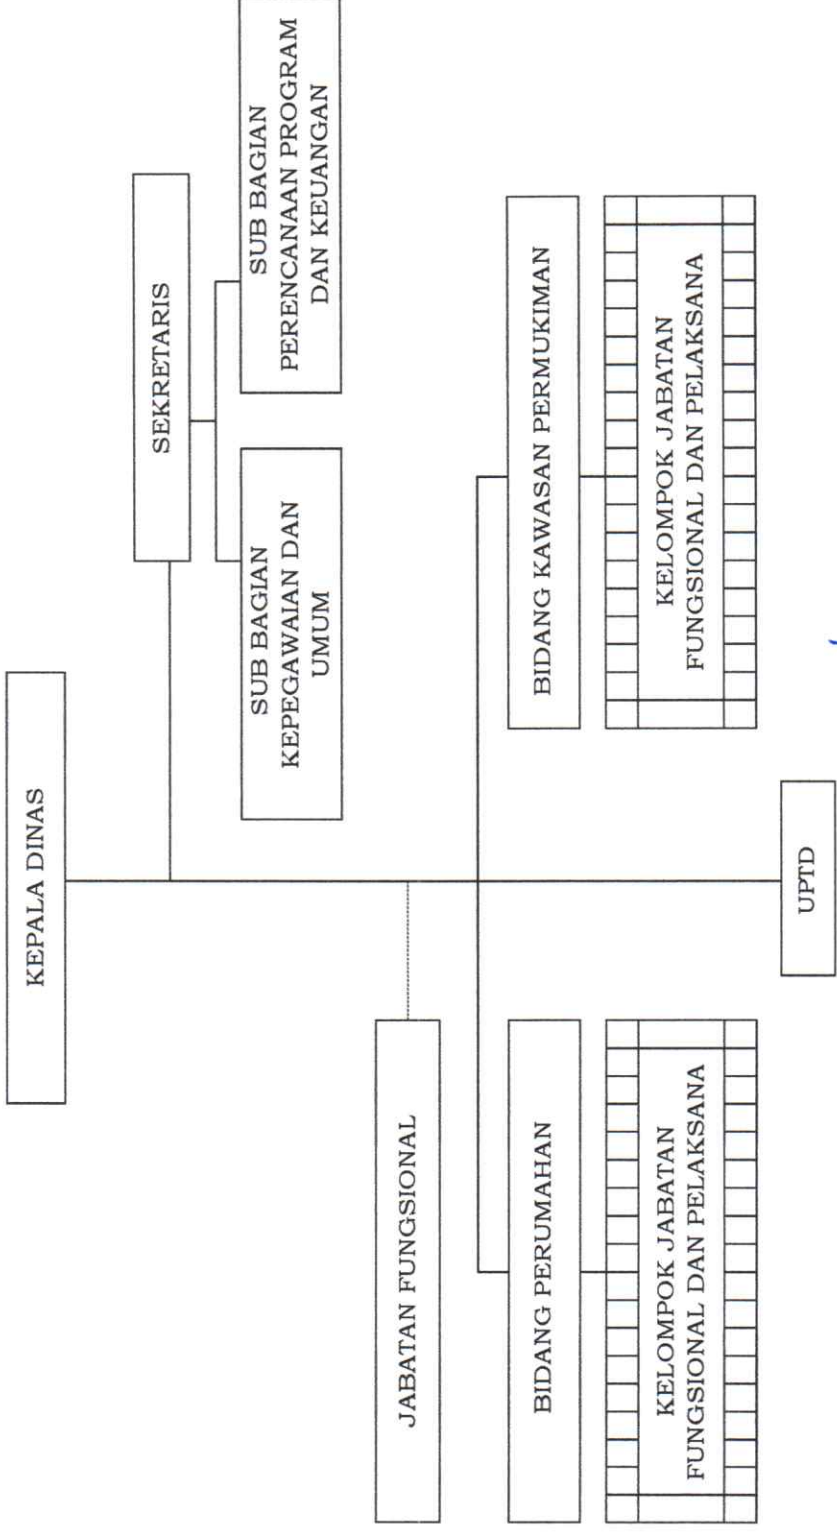 KEPALA DINAS
SEKRETARIS
SUB BAGIAN
KEPEGAWAIAN DAN
UMUM
SUB BAGIAN
PERENCANAAN PROGRAM
DAN KEUANGAN
JABATAN FUNGSIONAL
BIDANG PERUMAHAN
BIDANG KAWASAN PERMUKIMAN
KELOMPOK JABATAN
FUNGSIONAL DAN PELAKSANA
KELOMPOK JABATAN
FUNGSIONAL DAN PELAKSANA
UPTD